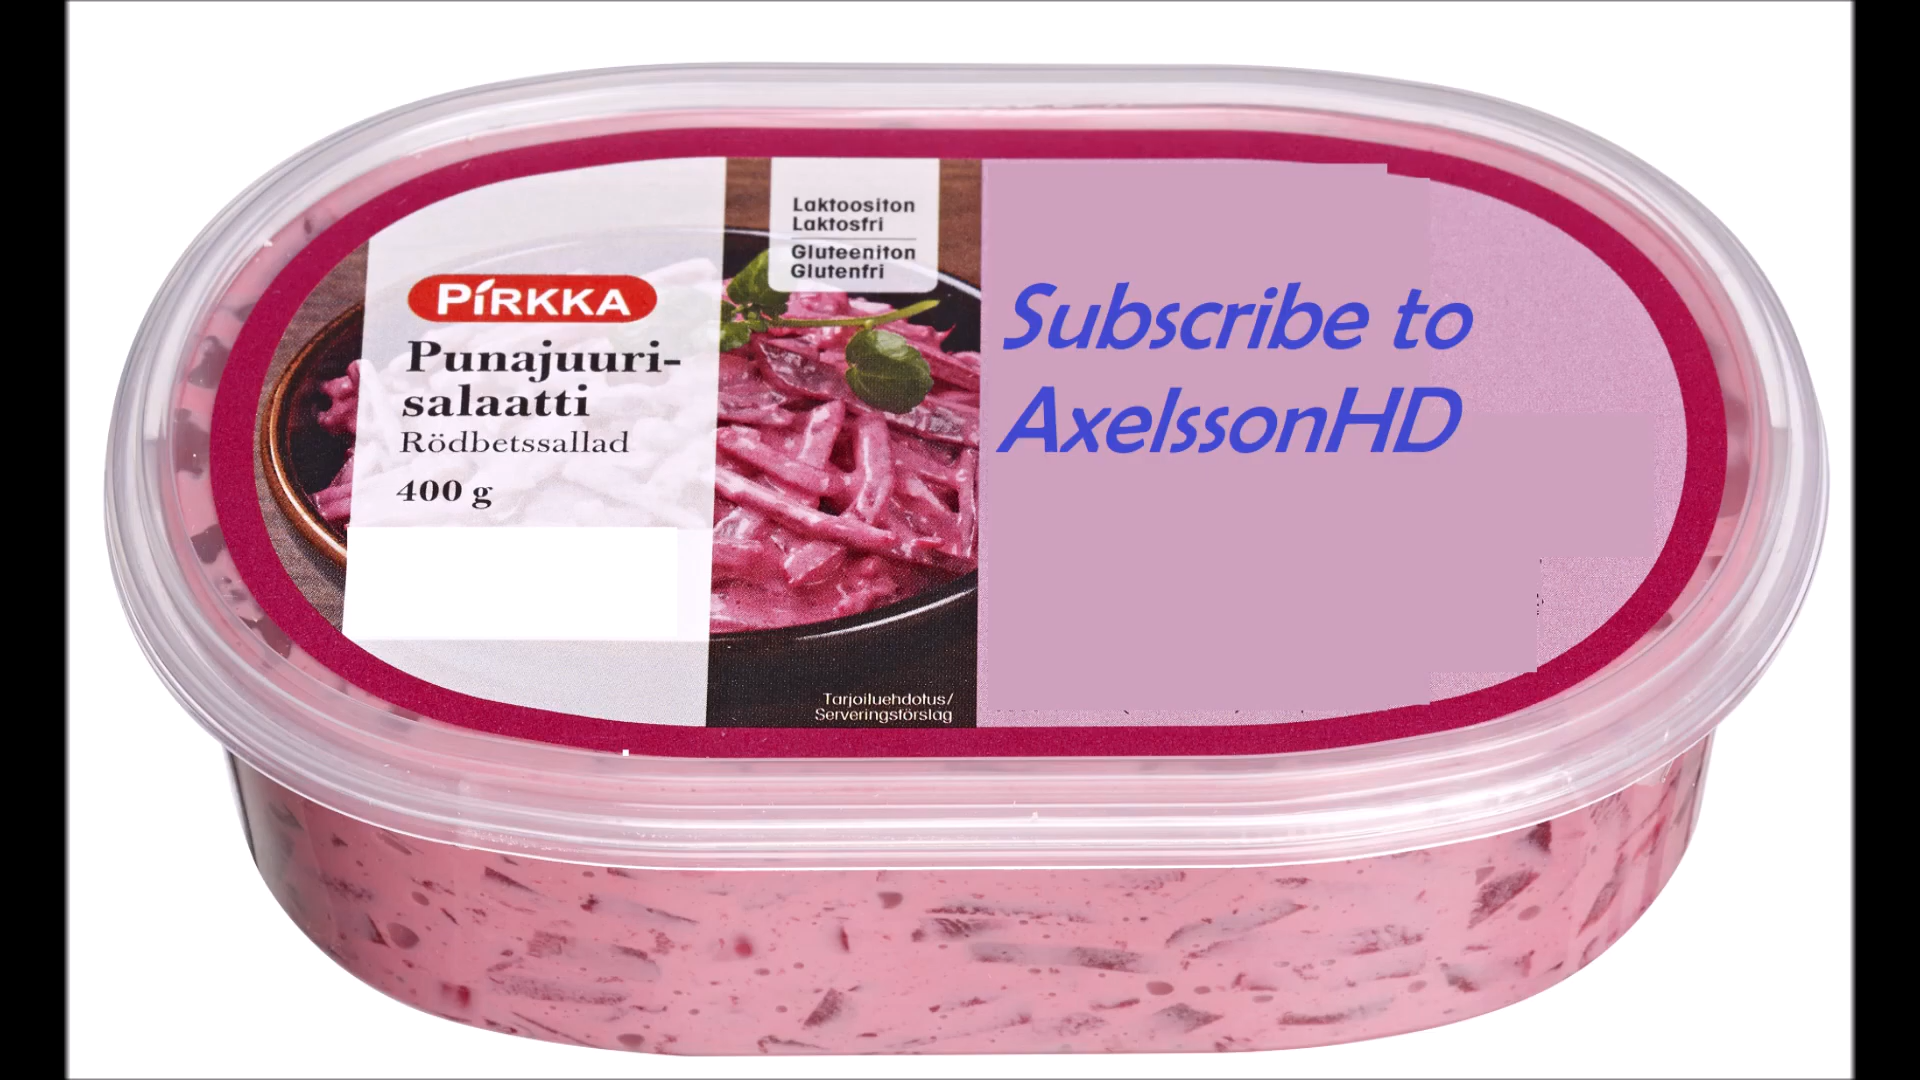 Laktoositon
Laktosfri
Gluteeniton
Glutenfri
PIRKKA
Punajuuri-
salaatti
Rödbetssallad
400 g
Tarjoiluehdotus/
Serveringsförslag
Subscribe to
AxelssonHD